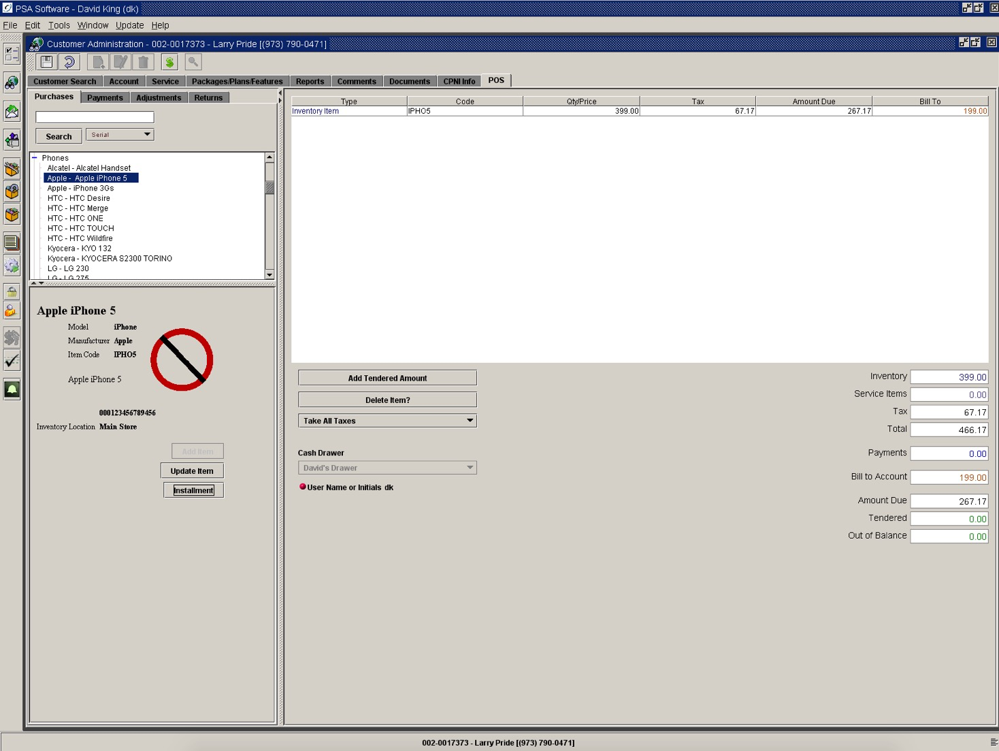 PSA Software - David King (dk)
File Edit Tools Window Update Help
Customer Administration - 002-0017373 - Larry Pride [(973) 790-0471]
Customer Search Account Service Packages/Plans/Features Reports Comments Documents CPNI Info POS
Purchases Payments Adjustments Returns
Search Serial
Phones
Alcatel - Alcatel Handset
Apple - Apple iPhone 5
Apple - iPhone 3Gs
HTC - HTC Desire
HTC - HTC Merge
HTC - HTC ONE
HTC - HTC TOUCH
HTC - HTC Wildfire
Kyocera - KYO 132
Kyocera - KYOCERA S2300 TORINO
LG - LG 230
LG - LG 275
Apple iPhone 5
Model iPhone
Manufacturer Apple
Item Code IPHO5
Apple iPhone 5
000123456789456
Inventory Location Main Store
Add Item
Update Item
Installment
Type Code Qty/Price Tax Amount Due Bill To
Inventory Item IPHO5 399.00 67.17 267.17 199.00
Add Tendered Amount
Delete Item?
Take All Taxes
Cash Drawer
David's Drawer
User Name or Initials dk
Inventory 399.00
Service Items 0.00
Tax 67.17
Total 466.17
Payments 0.00
Bill to Account 199.00
Amount Due 267.17
Tendered 0.00
Out of Balance 0.00
002-0017373 - Larry Pride [(973) 790-0471]